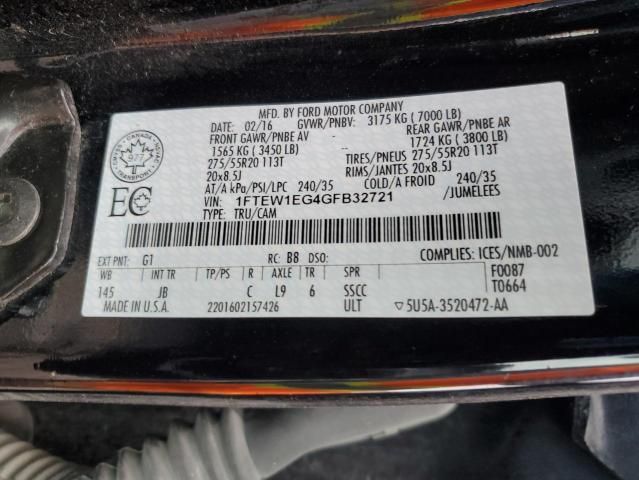 MFD. BY FORD MOTOR COMPANY
02/16 GVWR/PNBV: 3175 KG ( 7000 LB)
FRONT GAWR/PNBE AV - REAR GAWR/PNBE AR
1565 KG ( 3450 LB) 1724 KG ( 3800 LB)
275/55R20 113T TIRES/PNEUS 275/55R20 113T
20x8.5J RIMS/JANTES 20x8.5J
AT/A kPa/PSI/LPC 240/35 COLD/A FROID 240/35
1FTEW1EG4GFB32721 /JUMELEES
TYPE: TRU/CAM
CANADA
977
TRANSPORT
EC
EXT PNT: G1 RC: B8 DSO: COMPLIES: ICES/NMB-002
WB INT TR TP/PS R AXLE TR SPR F0087
145 JB C L9 6 SSCC T0664
MADE IN U.S.A. 2201602157426 ULT ▽ 5U5A-3520472-AA